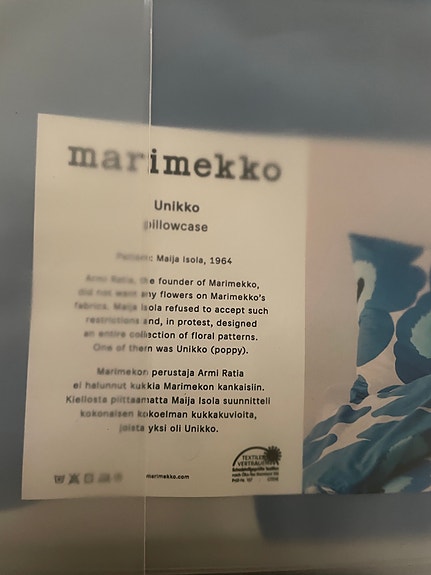 marimekko
Unikko
pillowcase
Pattern: Maija Isola, 1964
Armi Ratia, the founder of Marimekko,
did not want any flowers on Marimekko's
fabrics. Maija Isola refused to accept such
restrictions and, in protest, designed
an entire collection of floral patterns.
One of them was Unikko (poppy).
Marimekon perustaja Armi Ratia
ei halunnut kukkia Marimekon kankaisiin.
Kiellosta piittaamatta Maija Isola suunnitteli
kokonaisen kokoelman kukkakuvioita,
joista yksi oli Unikko.
marimekko.com
TEXTILES
VERTRAUEN